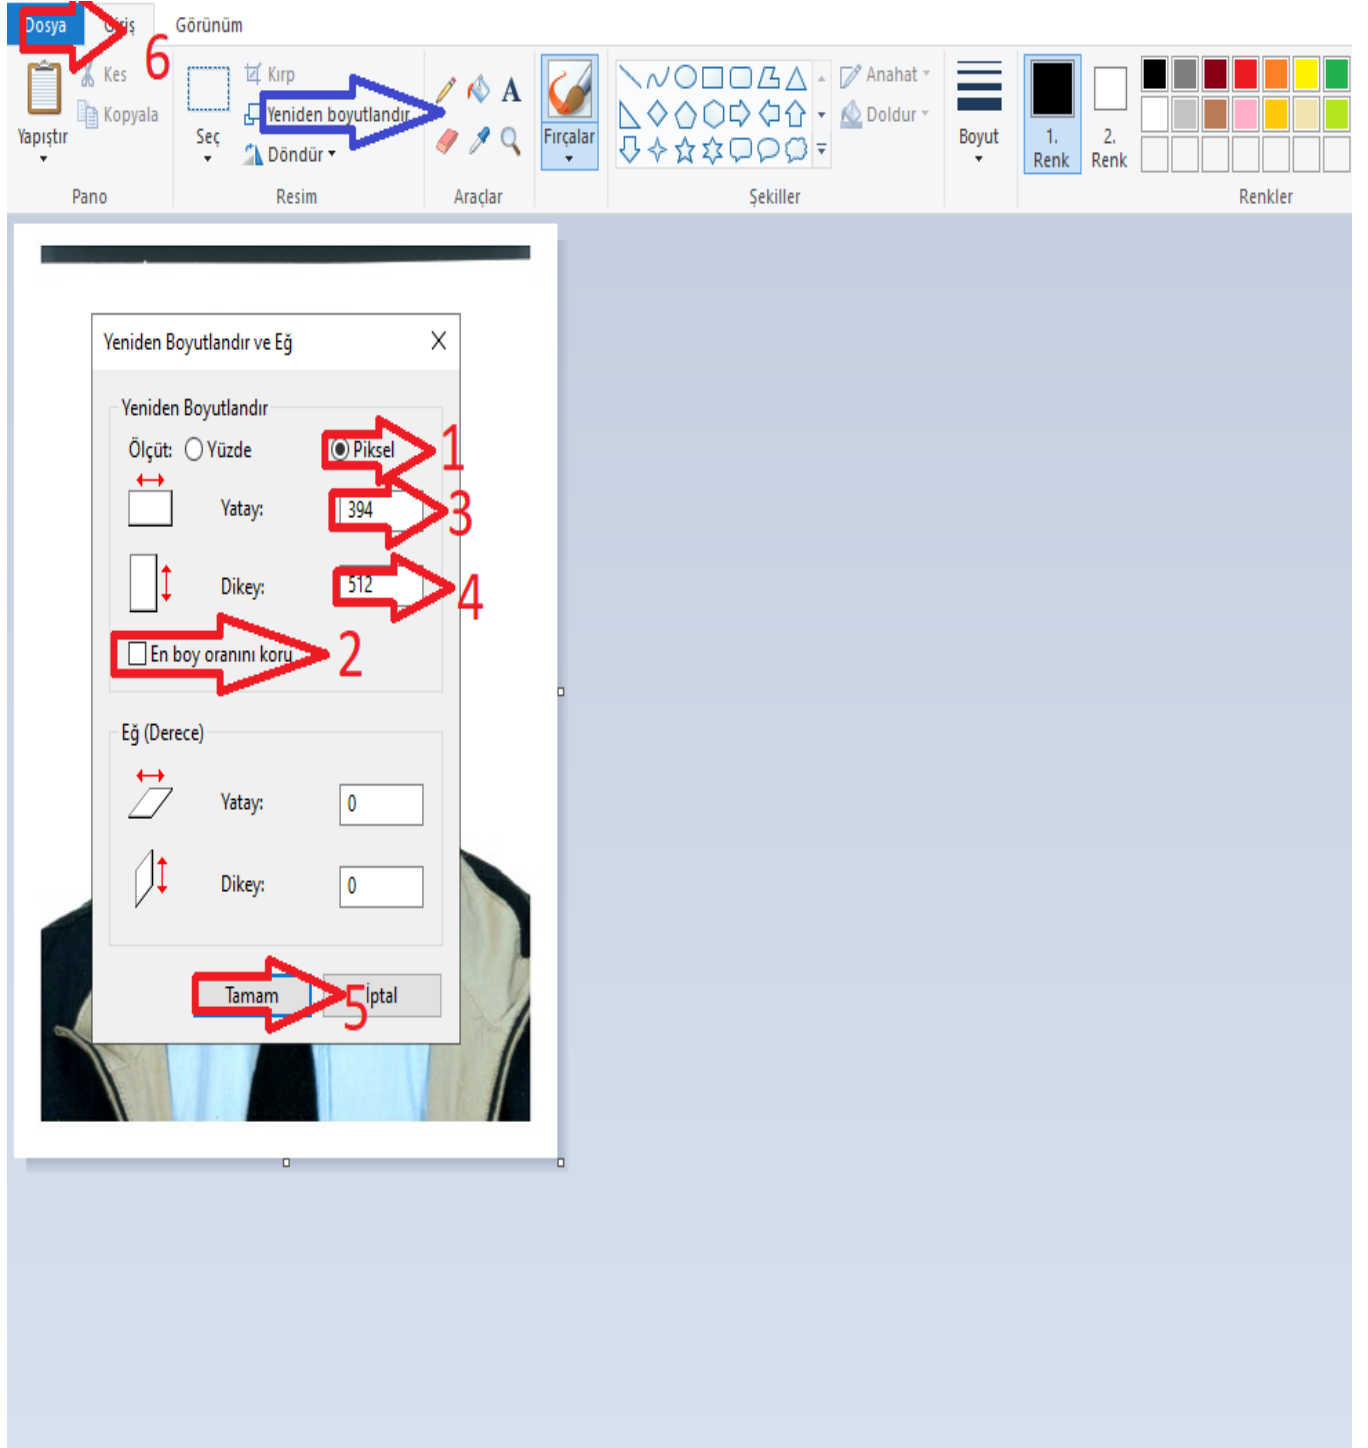 Dosya Giriş Görünüm
6
Kes
Kopyala
Yapıştır
Pano
Seç
Kırp
Yeniden boyutlandır
Döndür
Resim
A
Araçlar
Fırçalar
Şekiller
Anahat
Doldur
Boyut
1.
Renk
2.
Renk
Renkler
Yeniden Boyutlandır ve Eğ
Yeniden Boyutlandır
Ölçüt: Yüzde Piksel 1
Yatay: 394 3
Dikey: 512 4
En boy oranını koru 2
Eğ (Derece)
Yatay: 0
Dikey: 0
Tamam İptal
5